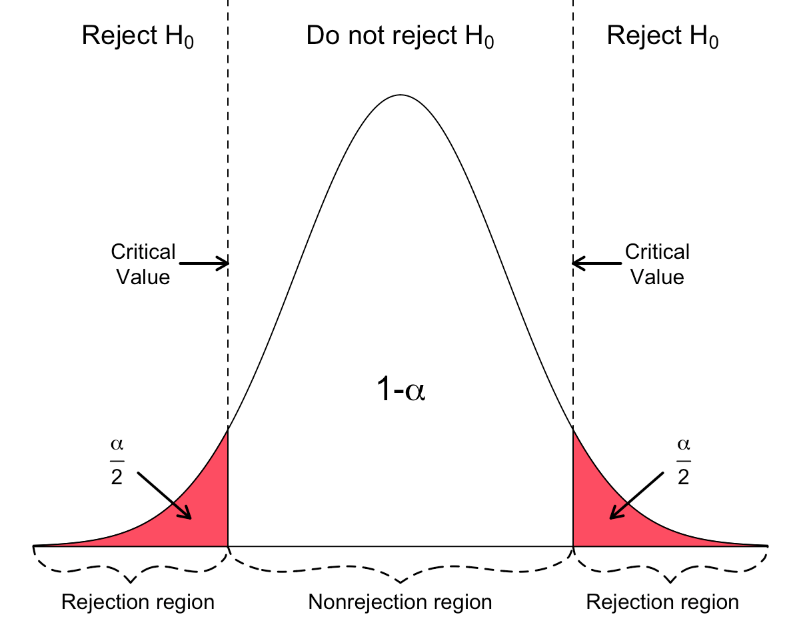 Reject H₀
Do not reject H₀
Reject H₀
Critical
Value
Critical
Value
1-α
α
2
α
2
Rejection region
Nonrejection region
Rejection region